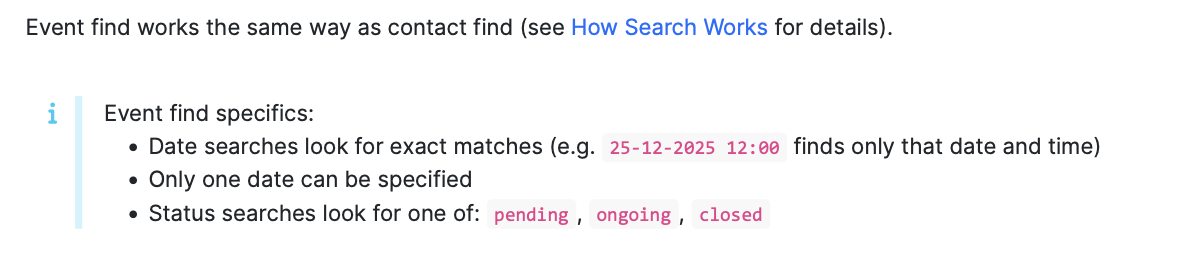 Event find works the same way as contact find (see How Search Works for details).
i
Event find specifics:
• Date searches look for exact matches (e.g. 25-12-2025 12:00 finds only that date and time)
• Only one date can be specified
• Status searches look for one of: pending , ongoing , closed